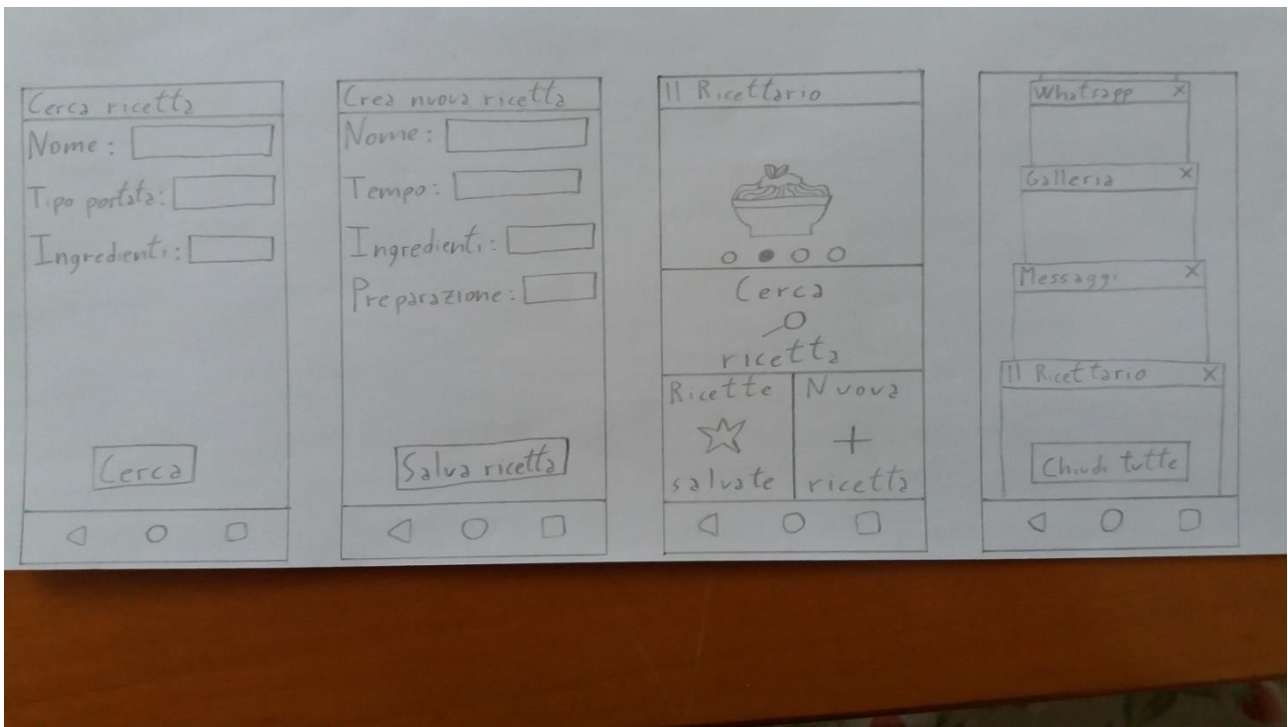 Cerca ricetta
Nome:
Tipo portata:
Ingredienti:
Cerca
Crea nuova ricetta
Nome:
Tempo:
Ingredienti:
Preparazione:
Salva ricetta
Il Ricettario
Cerca
ricetta
Ricette
salvate
Nuova
ricetta
Whatsapp X
Galleria X
Messaggi X
Il Ricettario X
Chiudi tutte